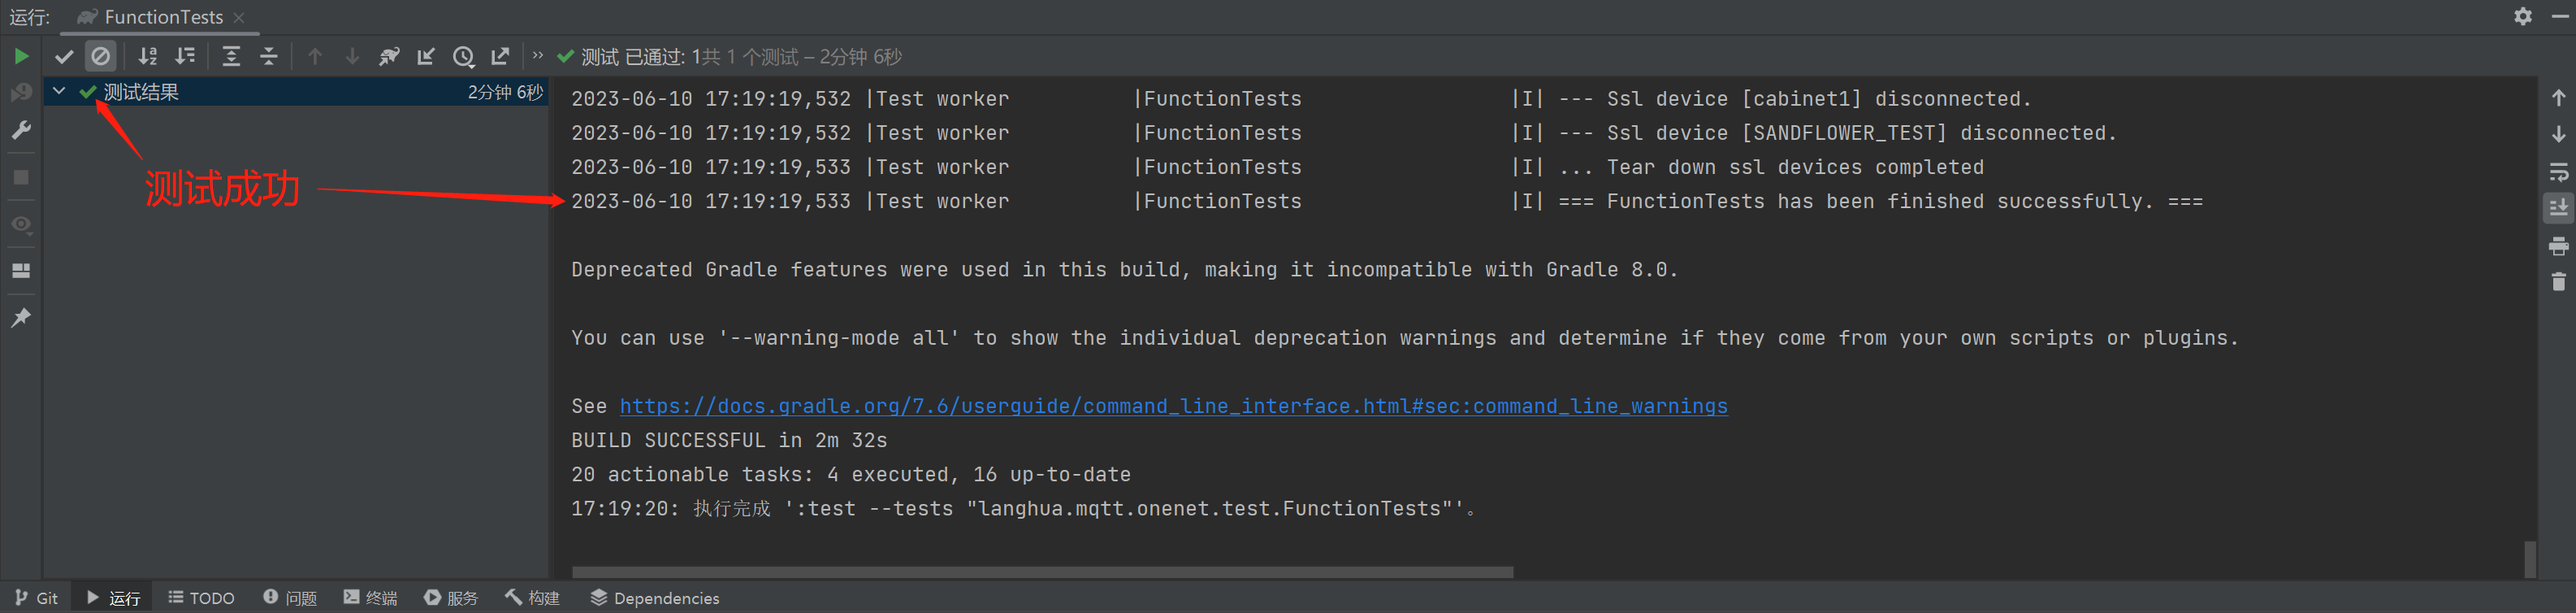 运行: FunctionTests
测试 已通过: 1共 1 个测试 – 2分钟 6秒
测试结果 2分钟 6秒
测试成功
2023-06-10 17:19:19,532 |Test worker |FunctionTests |I| --- Ssl device [cabinet1] disconnected.
2023-06-10 17:19:19,532 |Test worker |FunctionTests |I| --- Ssl device [SANDFLOWER_TEST] disconnected.
2023-06-10 17:19:19,533 |Test worker |FunctionTests |I| ... Tear down ssl devices completed
2023-06-10 17:19:19,533 |Test worker |FunctionTests |I| === FunctionTests has been finished successfully. ===
Deprecated Gradle features were used in this build, making it incompatible with Gradle 8.0.
You can use '--warning-mode all' to show the individual deprecation warnings and determine if they come from your own scripts or plugins.
See https://docs.gradle.org/7.6/userguide/command_line_interface.html#sec:command_line_warnings
BUILD SUCCESSFUL in 2m 32s
20 actionable tasks: 4 executed, 16 up-to-date
17:19:20: 执行完成 ':test --tests "langhua.mqtt.onenet.test.FunctionTests"'。
Git 运行 TODO 问题 终端 服务 构建 Dependencies